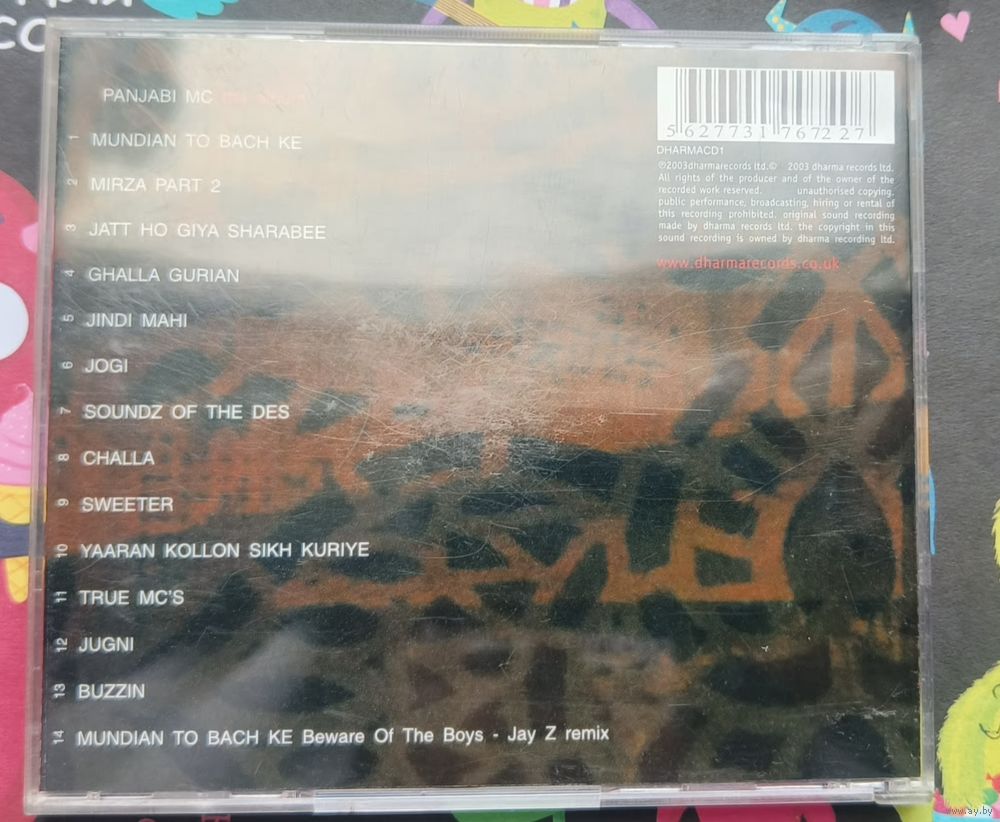 PANJABI MC the album
1 MUNDIAN TO BACH KE
2 MIRZA PART 2
3 JATT HO GIYA SHARABEE
4 GHALLA GURIAN
5 JINDI MAHI
6 JOGI
7 SOUNDZ OF THE DES
8 CHALLA
9 SWEETER
10 YAARAN KOLLON SIKH KURIYE
11 TRUE MC'S
12 JUGNI
13 BUZZIN
14 MUNDIAN TO BACH KE Beware Of The Boys - Jay Z remix
5 627731 767227
DHARMACD1
℗2003dharmarecords ltd.© 2003 dharma records ltd.
All rights of the producer and of the owner of the
recorded work reserved. unauthorised copying,
public performance, broadcasting, hiring or rental of
this recording prohibited. original sound recording
made by dharma records ltd. the copyright in this
sound recording is owned by dharma recording ltd.
www.dharmarecords.co.uk
www.ay.by